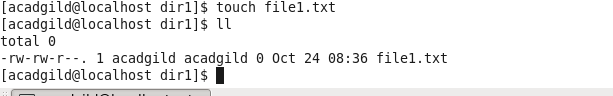 [acadgild@localhost dir1]$ touch file1.txt
[acadgild@localhost dir1]$ ll
total 0
-rw-rw-r--. 1 acadgild acadgild 0 Oct 24 08:36 file1.txt
[acadgild@localhost dir1]$